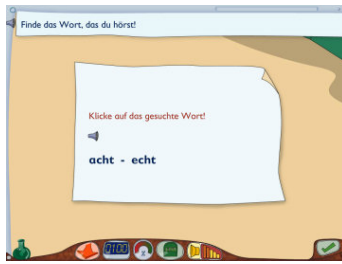 Finde das Wort, das du hörst!
Klicke auf das gesuchte Wort!
acht - echt